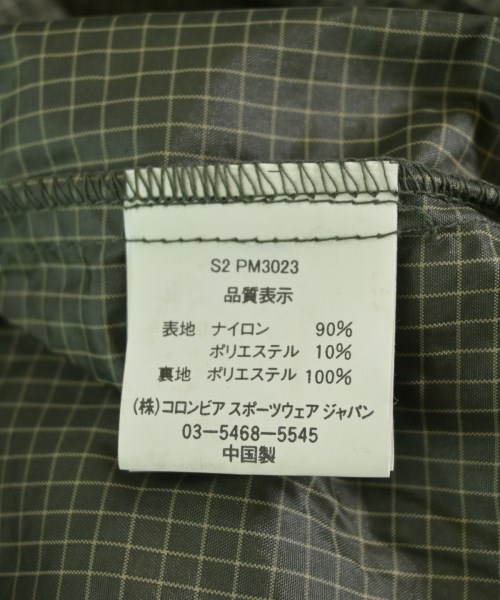 S2 PM3023
品質表示
表地 ナイロン 90%
ポリエステル 10%
裏地 ポリエステル 100%
(株)コロンビア スポーツウェア ジャパン
03-5468-5545
中国製